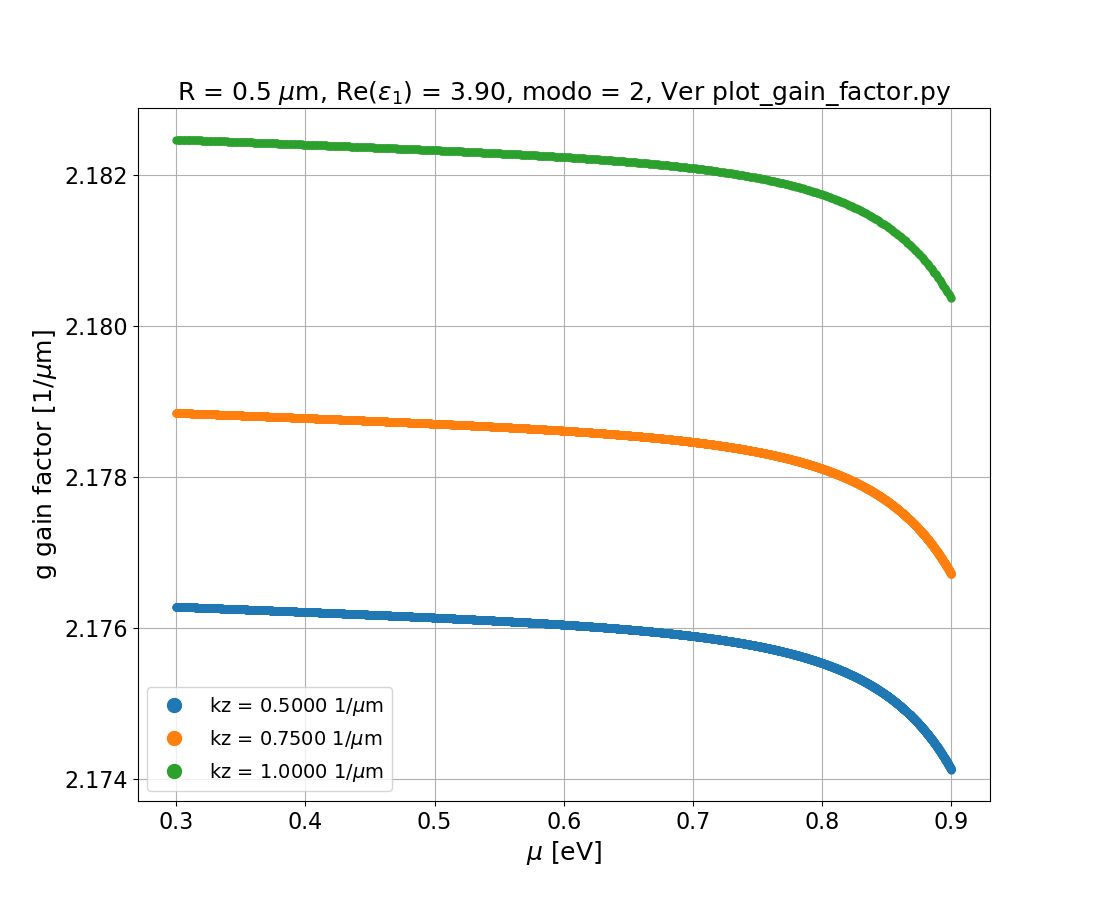 R = 0.5 μm, Re(ε₁) = 3.90, modo = 2, Ver plot_gain_factor.py
g gain factor [1/μm]
2.182
2.180
2.178
2.176
2.174
kz = 0.5000 1/μm
kz = 0.7500 1/μm
kz = 1.0000 1/μm
0.3 0.4 0.5 0.6 0.7 0.8 0.9
μ [eV]